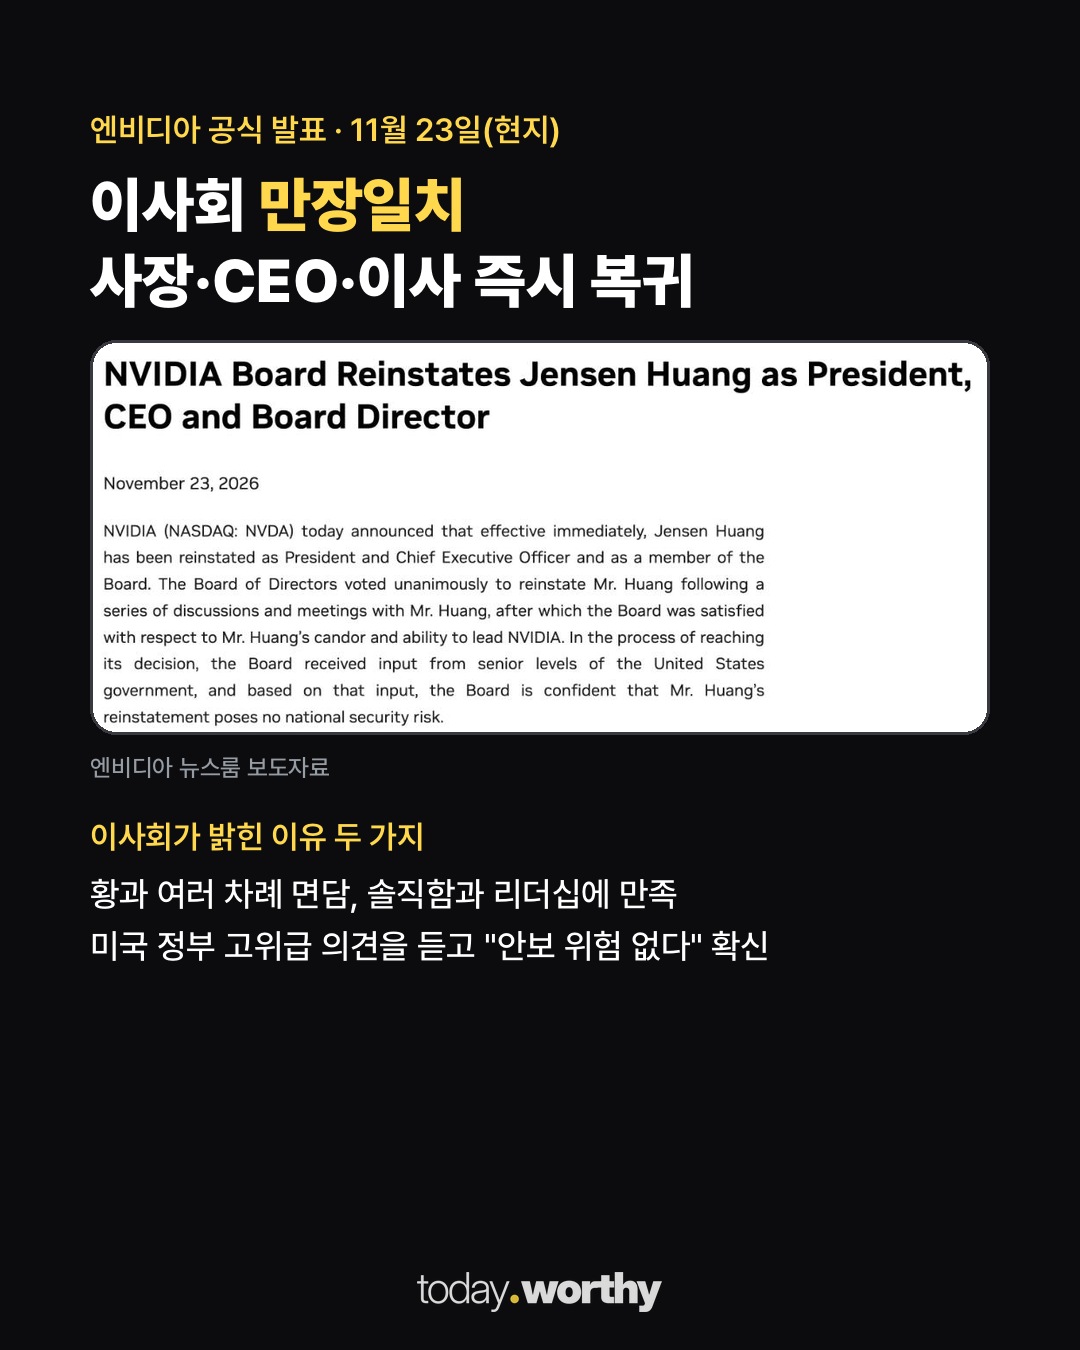 엔비디아 공식 발표 · 11월 23일(현지)
이사회 만장일치
사장·CEO·이사 즉시 복귀
NVIDIA Board Reinstates Jensen Huang as President,
CEO and Board Director
November 23, 2026
NVIDIA (NASDAQ: NVDA) today announced that effective immediately, Jensen Huang
has been reinstated as President and Chief Executive Officer and as a member of the
Board. The Board of Directors voted unanimously to reinstate Mr. Huang following a
series of discussions and meetings with Mr. Huang, after which the Board was satisfied
with respect to Mr. Huang’s candor and ability to lead NVIDIA. In the process of reaching
its decision, the Board received input from senior levels of the United States
government, and based on that input, the Board is confident that Mr. Huang’s
reinstatement poses no national security risk.
엔비디아 뉴스룸 보도자료
이사회가 밝힌 이유 두 가지
황과 여러 차례 면담, 솔직함과 리더십에 만족
미국 정부 고위급 의견을 듣고 "안보 위험 없다" 확신
today.worthy